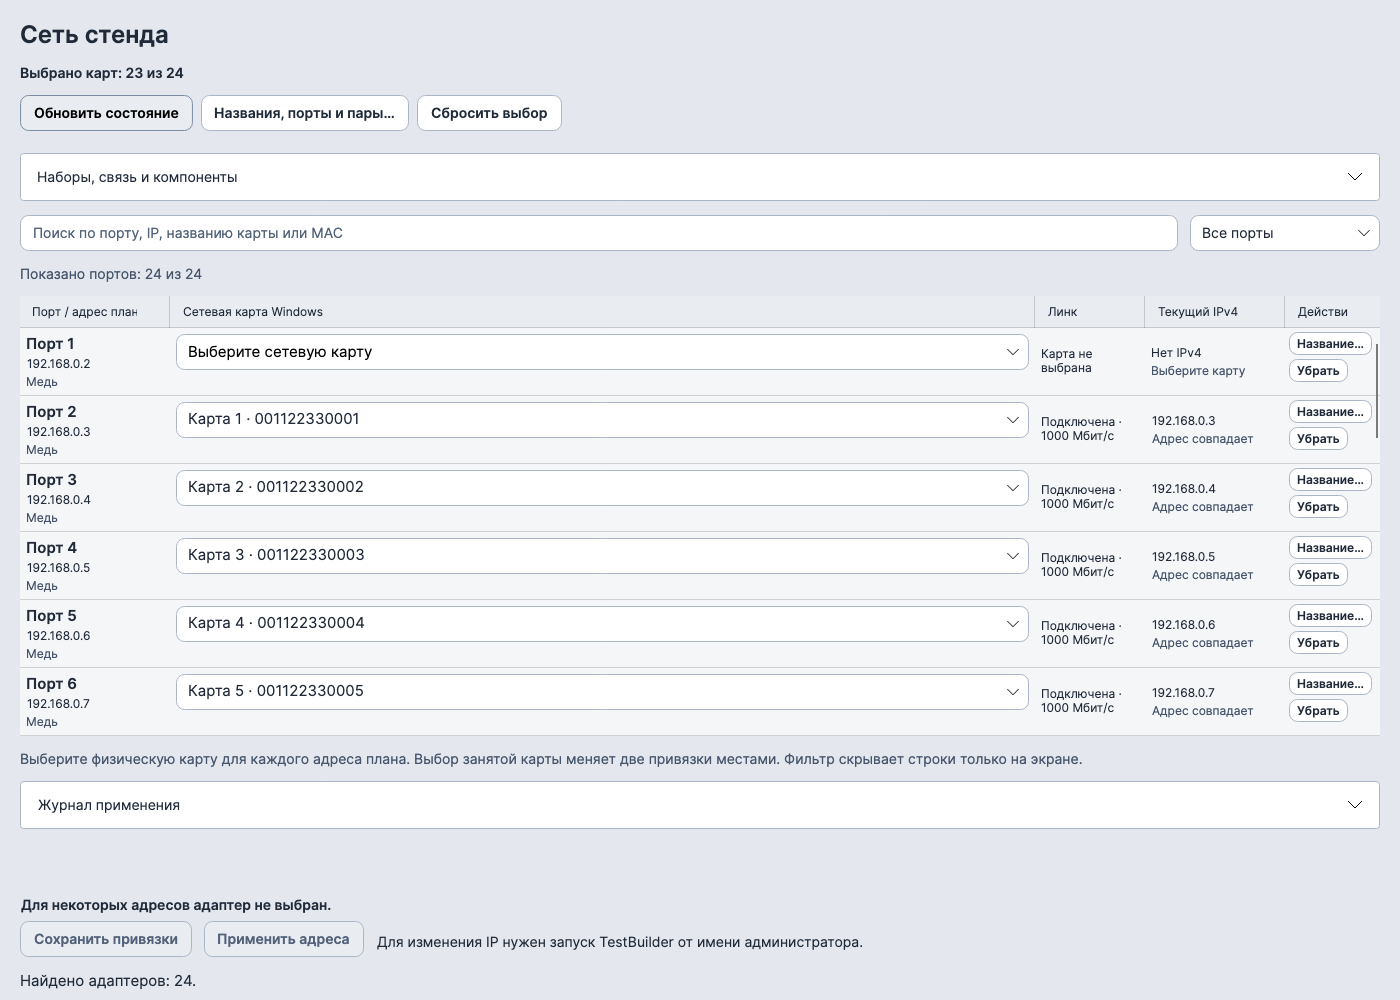 Сеть стенда
Выбрано карт: 23 из 24
Обновить состояние
Названия, порты и пары...
Сбросить выбор
Наборы, связь и компоненты
Поиск по порту, IP, названию карты или MAC
Все порты
Показано портов: 24 из 24
Порт / адрес план
Сетевая карта Windows
Линк
Текущий IPv4
Действи
Порт 1
192.168.0.2
Медь
Выберите сетевую карту
Карта не
выбрана
Нет IPv4
Выберите карту
Название...
Убрать
Порт 2
192.168.0.3
Медь
Карта 1 · 001122330001
Подключена ·
1000 Мбит/с
192.168.0.3
Адрес совпадает
Название...
Убрать
Порт 3
192.168.0.4
Медь
Карта 2 · 001122330002
Подключена ·
1000 Мбит/с
192.168.0.4
Адрес совпадает
Название...
Убрать
Порт 4
192.168.0.5
Медь
Карта 3 · 001122330003
Подключена ·
1000 Мбит/с
192.168.0.5
Адрес совпадает
Название...
Убрать
Порт 5
192.168.0.6
Медь
Карта 4 · 001122330004
Подключена ·
1000 Мбит/с
192.168.0.6
Адрес совпадает
Название...
Убрать
Порт 6
192.168.0.7
Медь
Карта 5 · 001122330005
Подключена ·
1000 Мбит/с
192.168.0.7
Адрес совпадает
Название...
Убрать
Выберите физическую карту для каждого адреса плана. Выбор занятой карты меняет две привязки местами. Фильтр скрывает строки только на экране.
Журнал применения
Для некоторых адресов адаптер не выбран.
Сохранить привязки
Применить адреса
Для изменения IP нужен запуск TestBuilder от имени администратора.
Найдено адаптеров: 24.